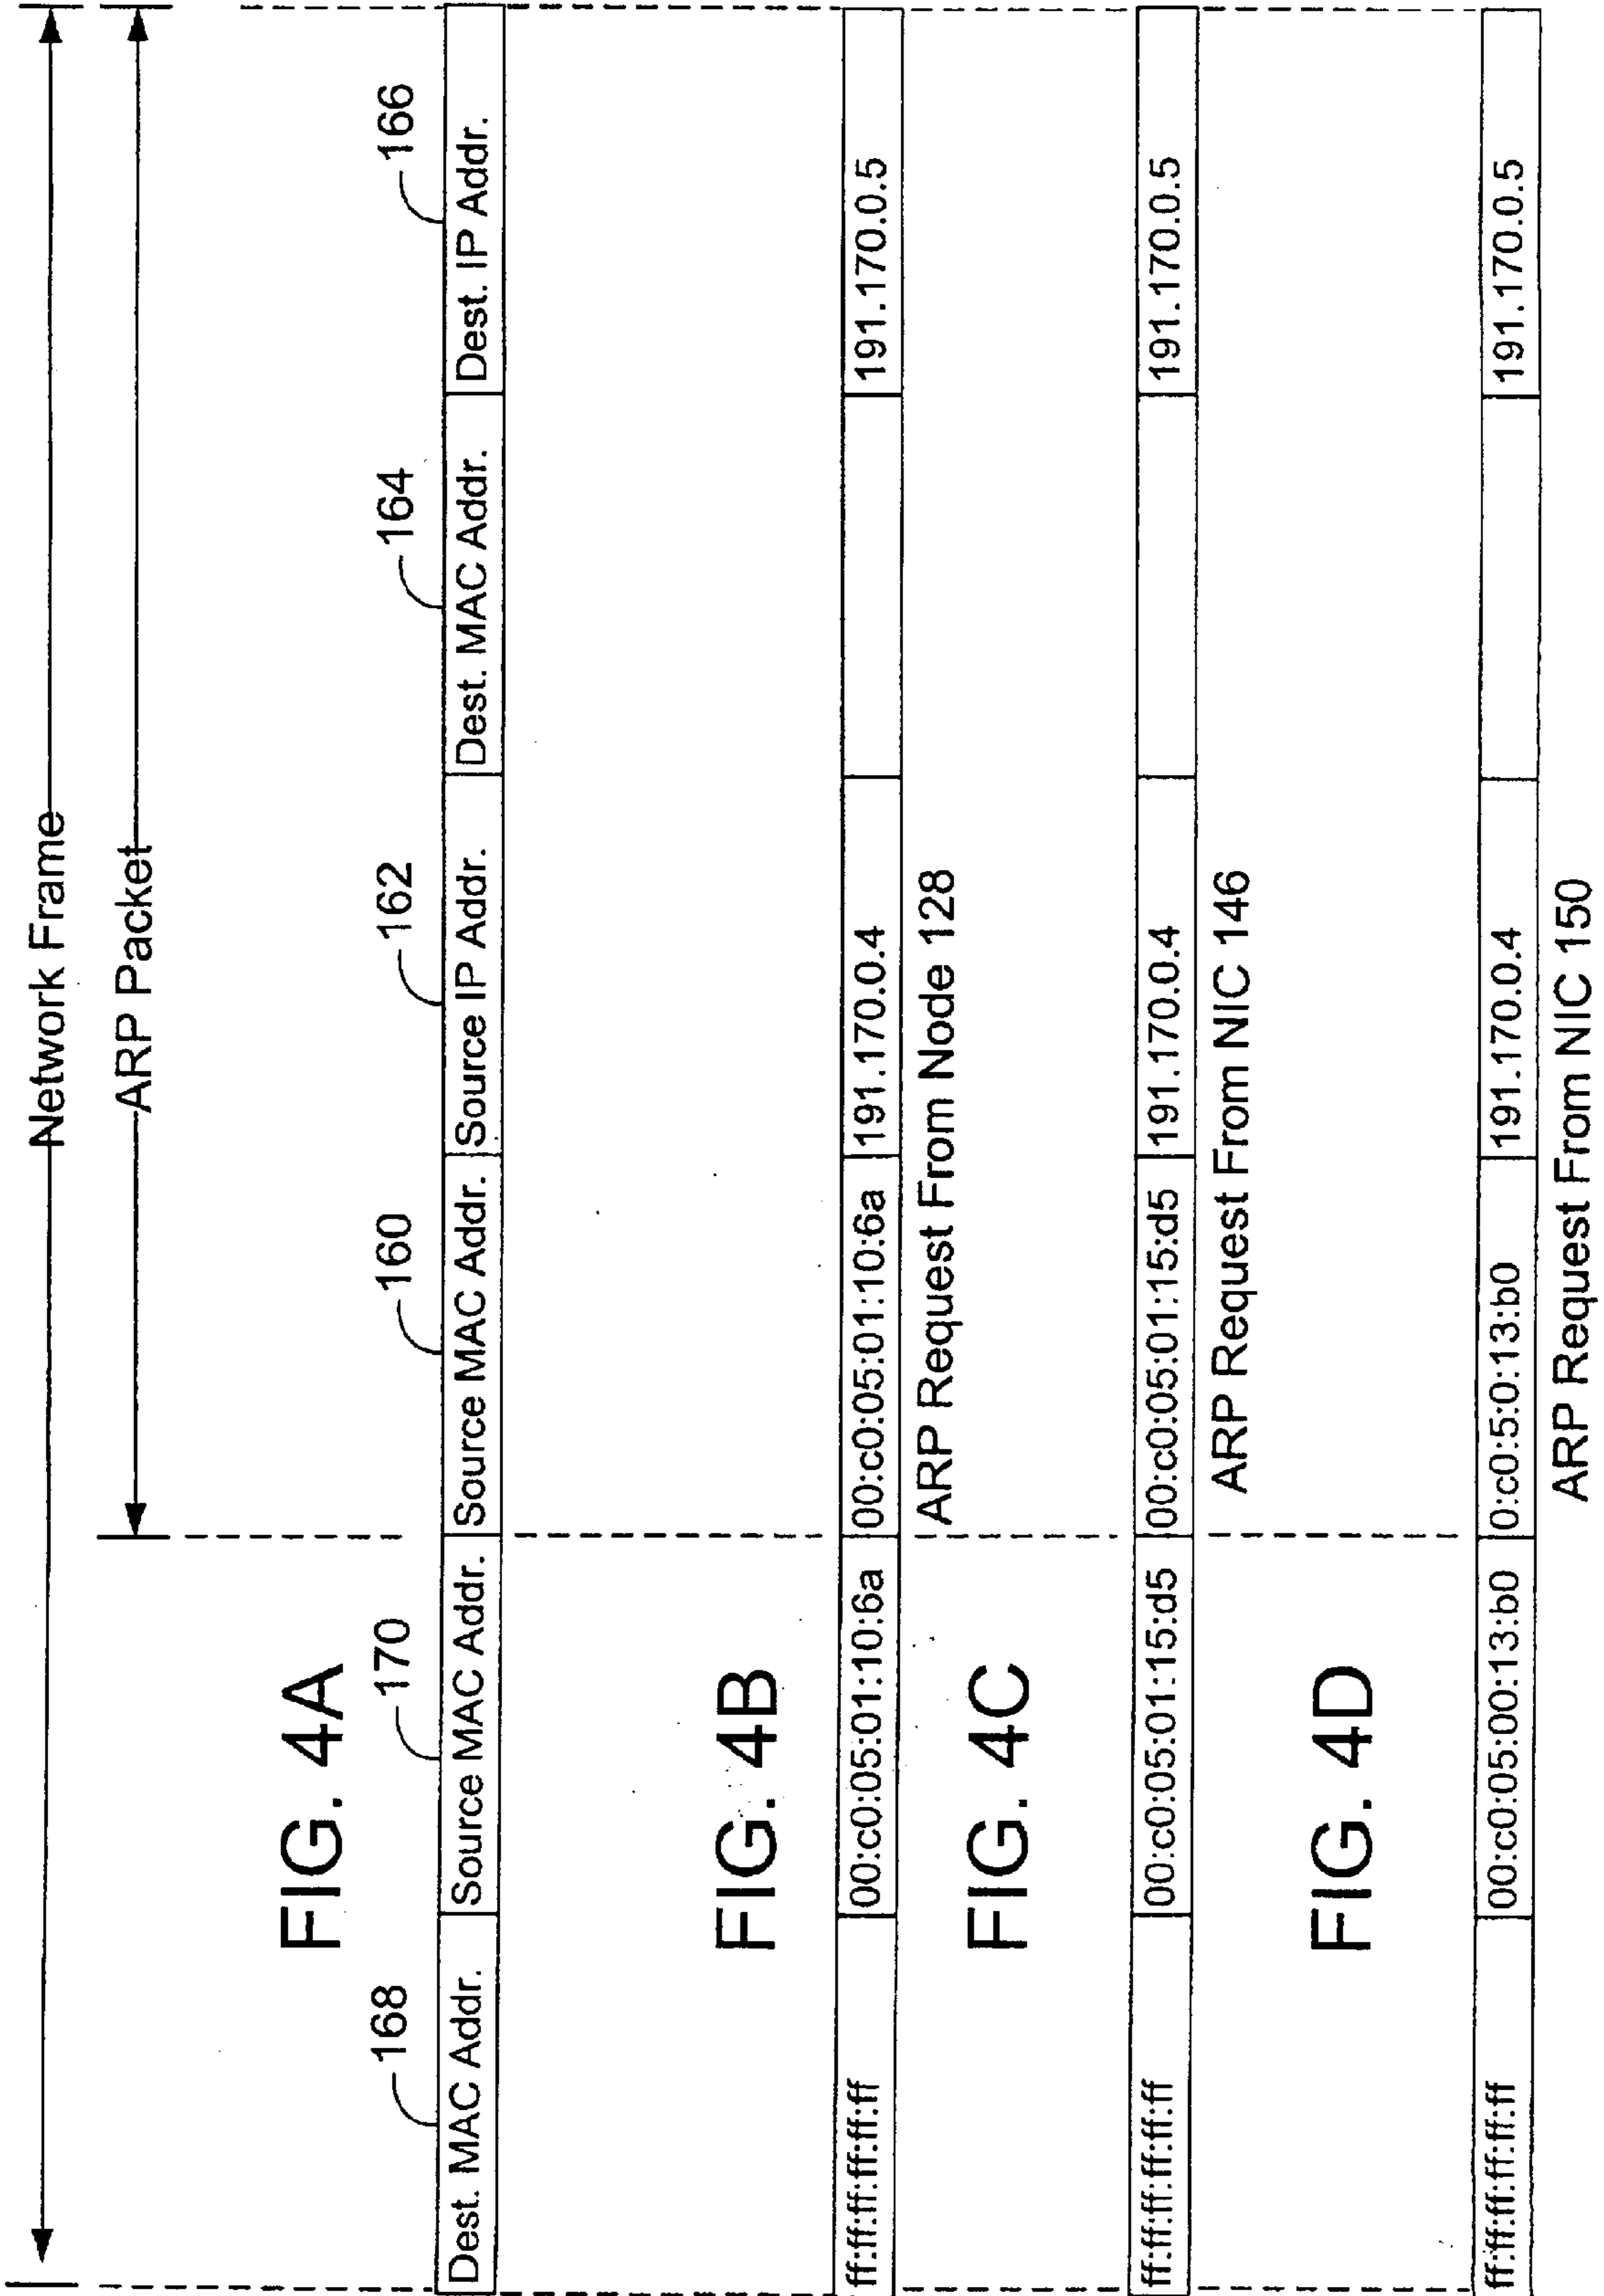 Network Frame
ARP Packet
FIG. 4A
168 170 160 162 164 166
Dest. MAC Addr. Source MAC Addr. Source MAC Addr. Source IP Addr. Dest. MAC Addr. Dest. IP Addr.
FIG. 4B
ff:ff:ff:ff:ff:ff 00:c0:05:01:10:6a 00:c0:05:01:10:6a 191.170.0.4 191.170.0.5
ARP Request From Node 128
FIG. 4C
ff:ff:ff:ff:ff:ff 00:c0:05:01:15:d5 00:c0:05:01:15:d5 191.170.0.4 191.170.0.5
ARP Request From NIC 146
FIG. 4D
ff:ff:ff:ff:ff:ff 00:c0:05:00:13:b0 0:c0:5:0:13:b0 191.170.0.4 191.170.0.5
ARP Request From NIC 150